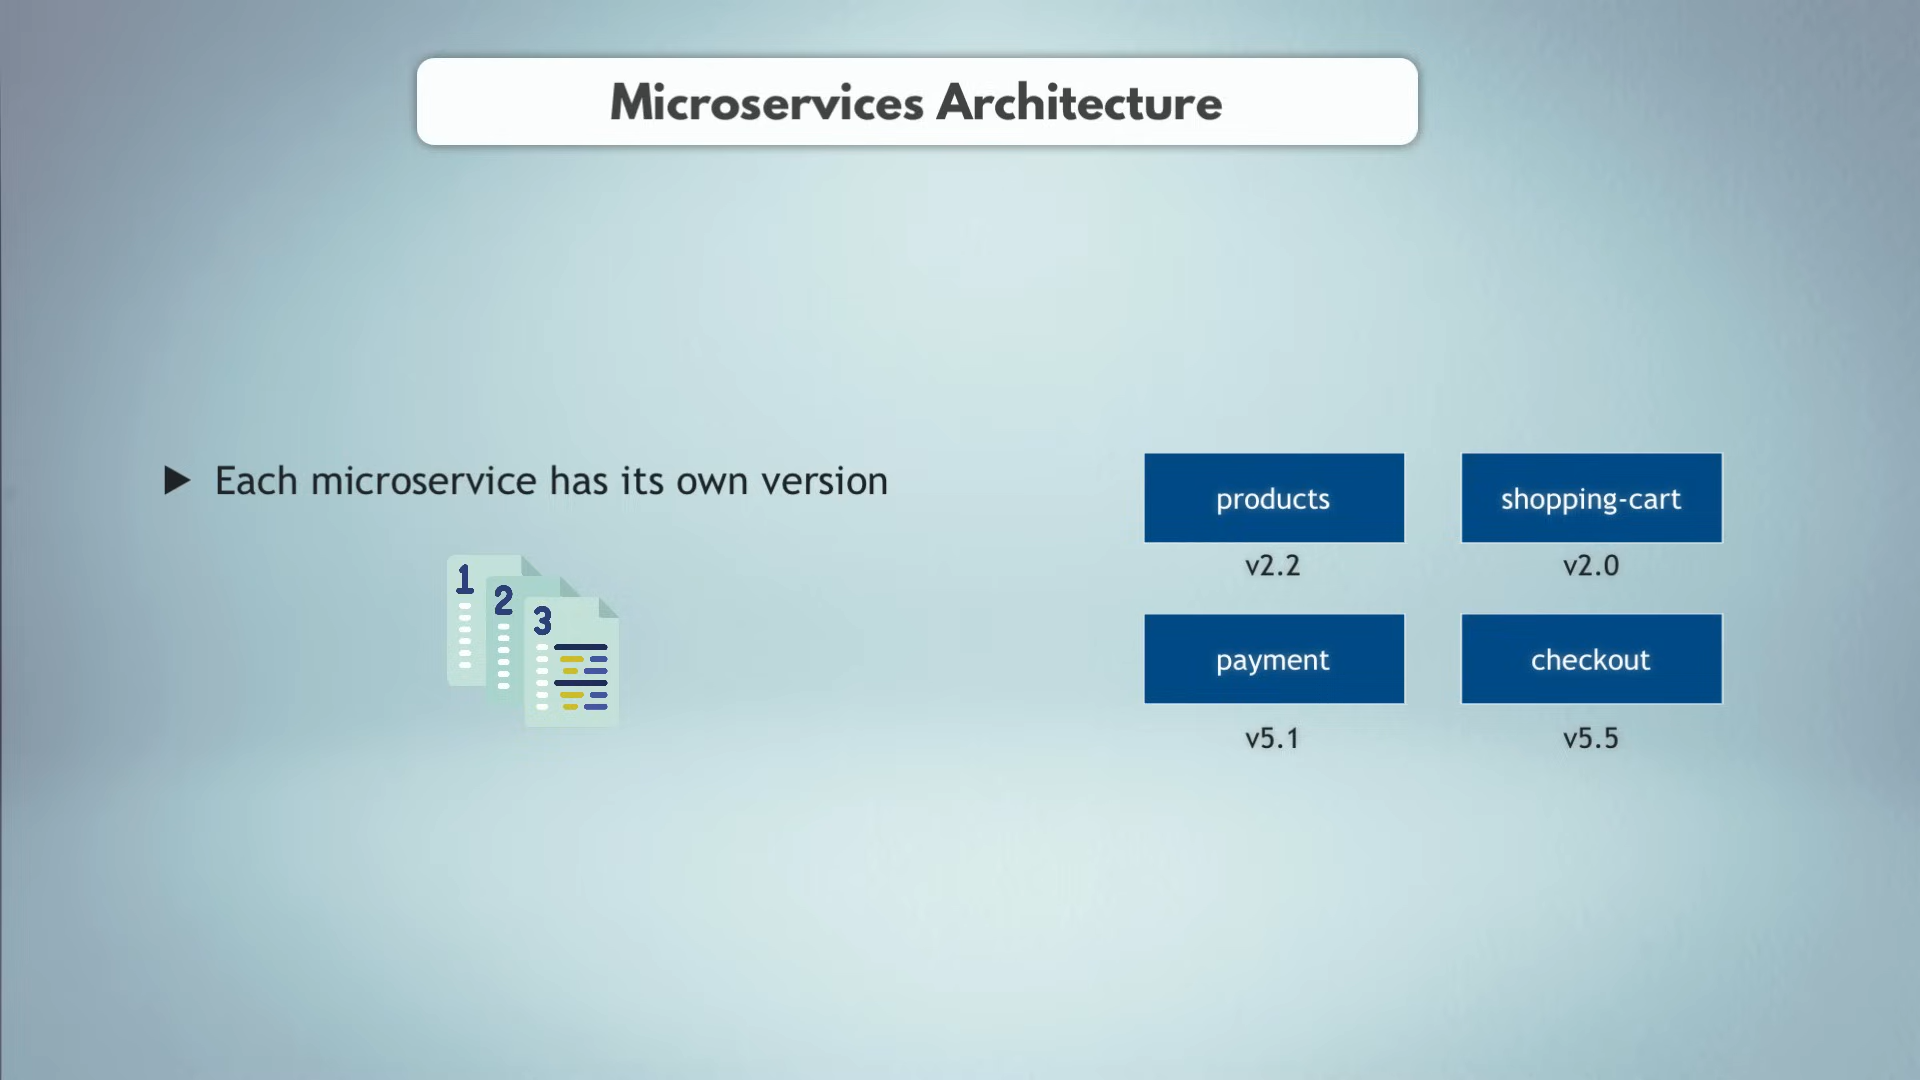 Microservices Architecture
Each microservice has its own version
1
2
3
products
shopping-cart
v2.2
v2.0
payment
checkout
v5.1
v5.5